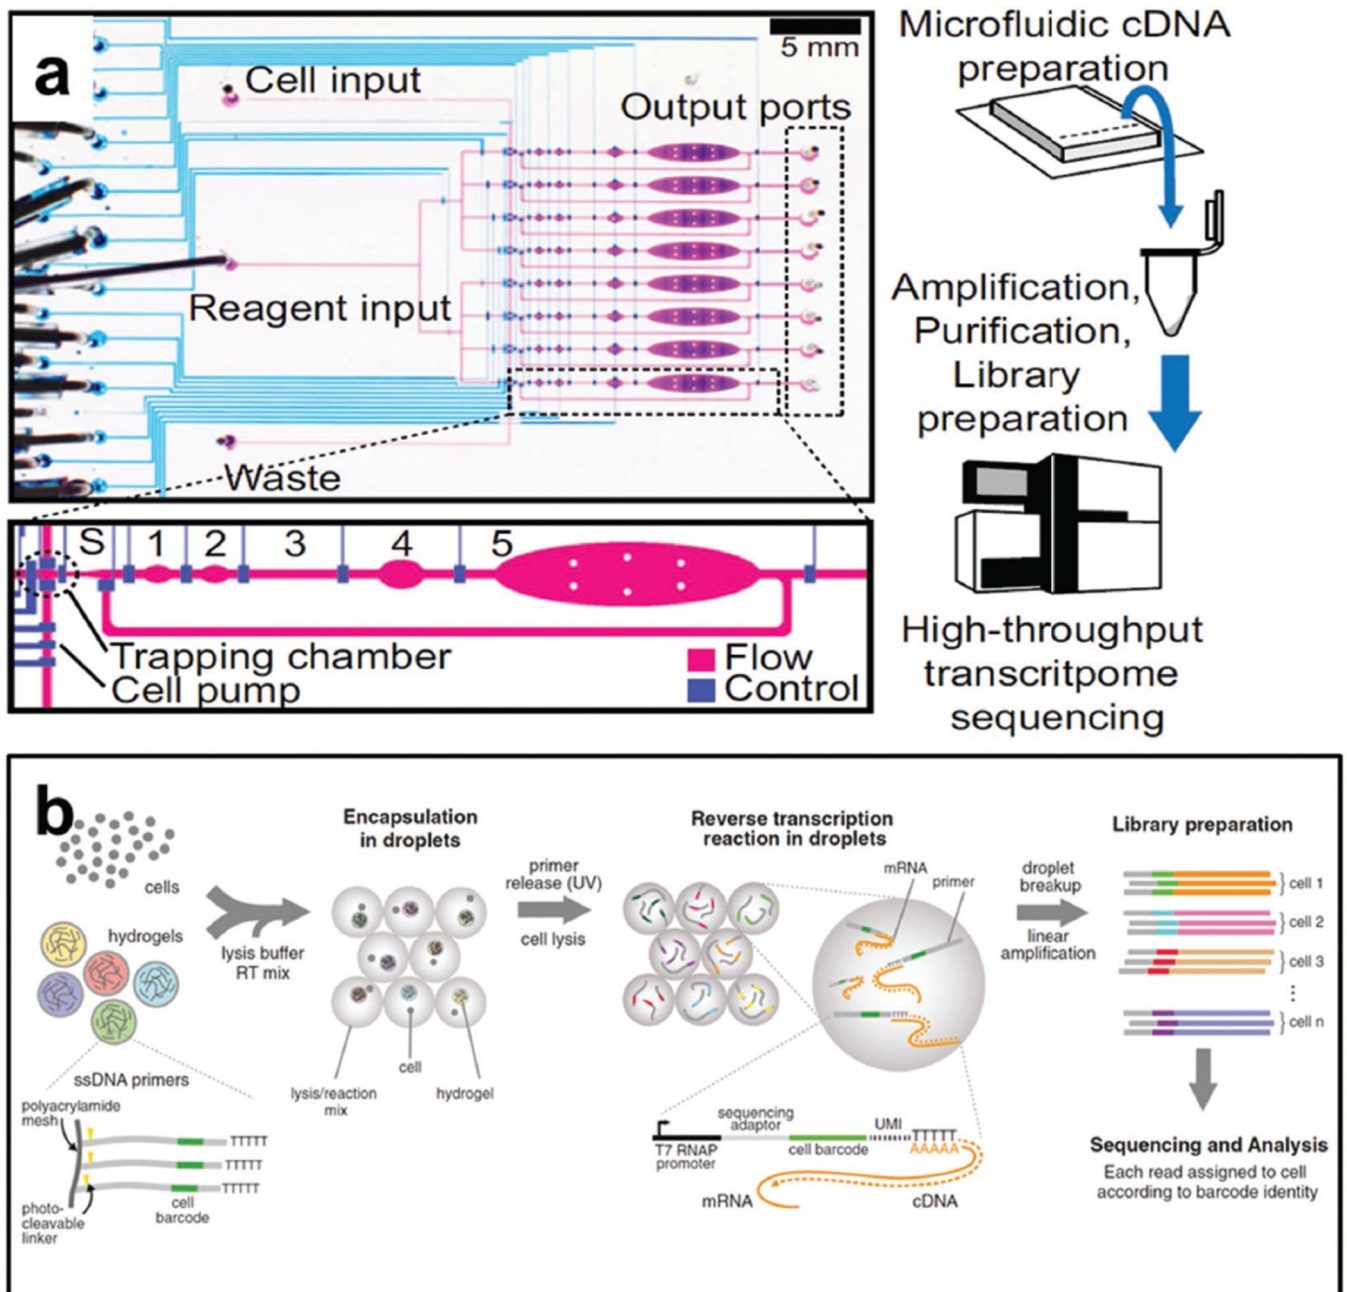 a
5 mm
Cell input
Output ports
Reagent input
Waste
S 1 2 3 4 5
Trapping chamber
Cell pump
Flow
Control
Microfluidic cDNA
preparation
Amplification,
Purification,
Library
preparation
High-throughput
transcritpome
sequencing
b
cells
hydrogels
lysis buffer
RT mix
ssDNA primers
polyacrylamide
mesh
TTTTT
TTTTT
TTTTT
photo-
cleavable
linker
cell
barcode
Encapsulation
in droplets
lysis/reaction
mix
cell
hydrogel
primer
release (UV)
cell lysis
Reverse transcription
reaction in droplets
mRNA
primer
TTTT
sequencing
adaptor
UMI
TTTTT
AAAAA
T7 RNAP
promoter
cell barcode
mRNA
cDNA
droplet
breakup
linear
amplification
Library preparation
cell 1
cell 2
cell 3
cell n
Sequencing and Analysis
Each read assigned to cell
according to barcode identity